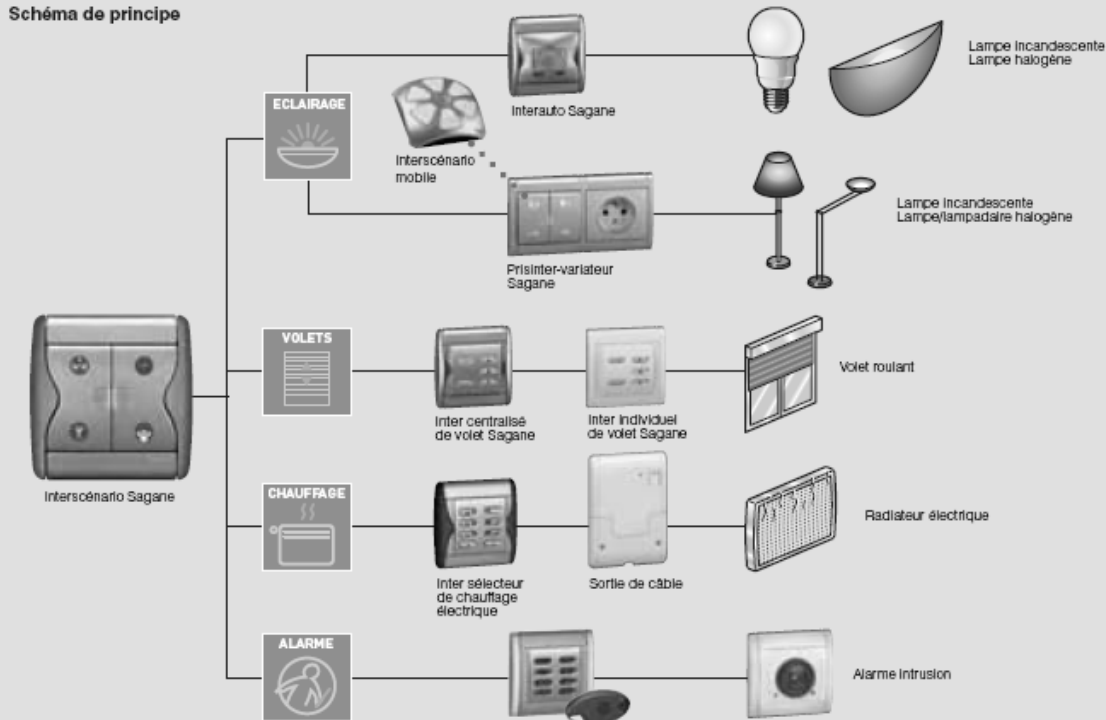 Schéma de principe
ECLAIRAGE
Interauto Sagane
Lampe incandescente
Lampe halogène
Interscénario
mobile
Prisinter-variateur
Sagane
Lampe incandescente
Lampe/lampadaire halogène
Interscénario Sagane
VOLETS
Inter centralisé
de volet Sagane
Inter individuel
de volet Sagane
Volet roulant
CHAUFFAGE
Inter sélecteur
de chauffage
électrique
Sortie de câble
Radiateur électrique
ALARME
Alarme intrusion